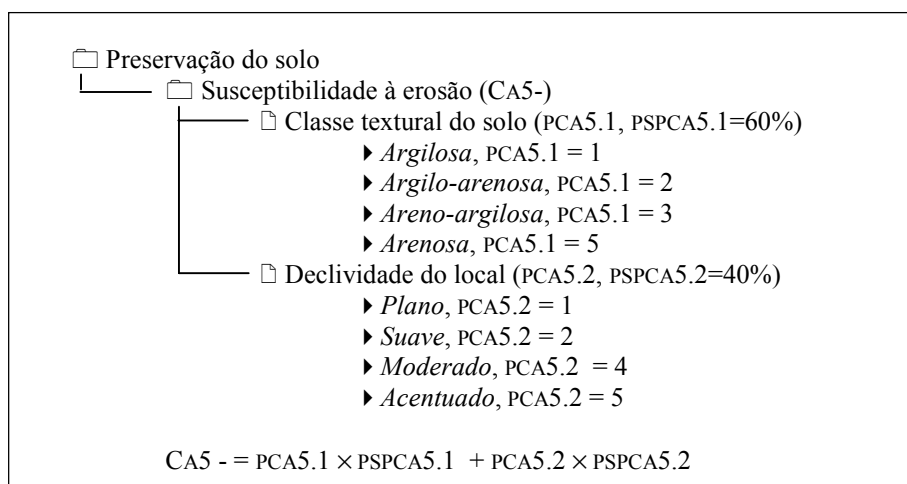 Preservação do solo
Susceptibilidade à erosão (CA5-)
Classe textural do solo (PCA5.1, PSPCA5.1=60%)
Argilosa, PCA5.1 = 1
Argilo-arenosa, PCA5.1 = 2
Areno-argilosa, PCA5.1 = 3
Arenosa, PCA5.1 = 5
Declividade do local (PCA5.2, PSPCA5.2=40%)
Plano, PCA5.2 = 1
Suave, PCA5.2 = 2
Moderado, PCA5.2 = 4
Acentuado, PCA5.2 = 5
CA5 - = PCA5.1 × PSPCA5.1 + PCA5.2 × PSPCA5.2